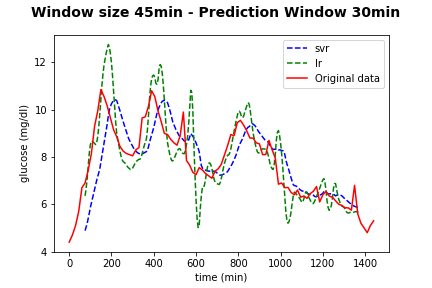 Window size 45min - Prediction Window 30min
svr
lr
Original data
glucose (mg/dl)
12
10
8
6
4
0 200 400 600 800 1000 1200 1400
time (min)